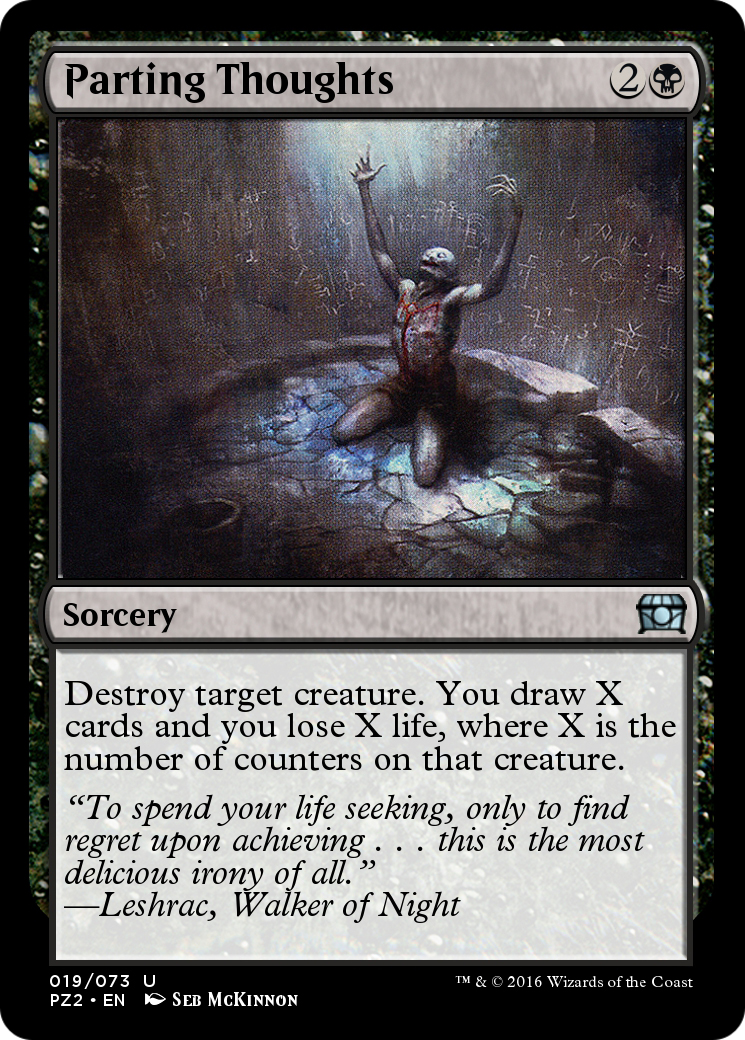 Parting Thoughts 2
Sorcery
Destroy target creature. You draw X
cards and you lose X life, where X is the
number of counters on that creature.
“To spend your life seeking, only to find
regret upon achieving . . . this is the most
delicious irony of all.”
—Leshrac, Walker of Night
019/073 U
PZ2 • EN Seb McKinnon
™ & © 2016 Wizards of the Coast